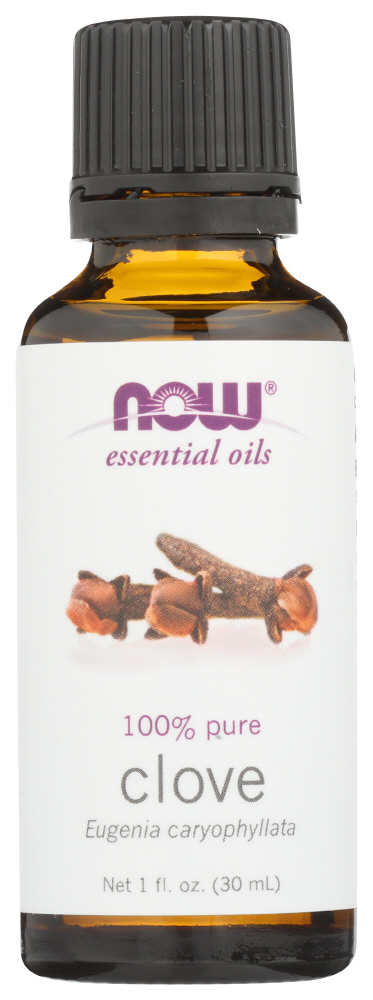 now®
essential oils
100% pure
clove
Eugenia caryophyllata
Net 1 fl. oz. (30 mL)